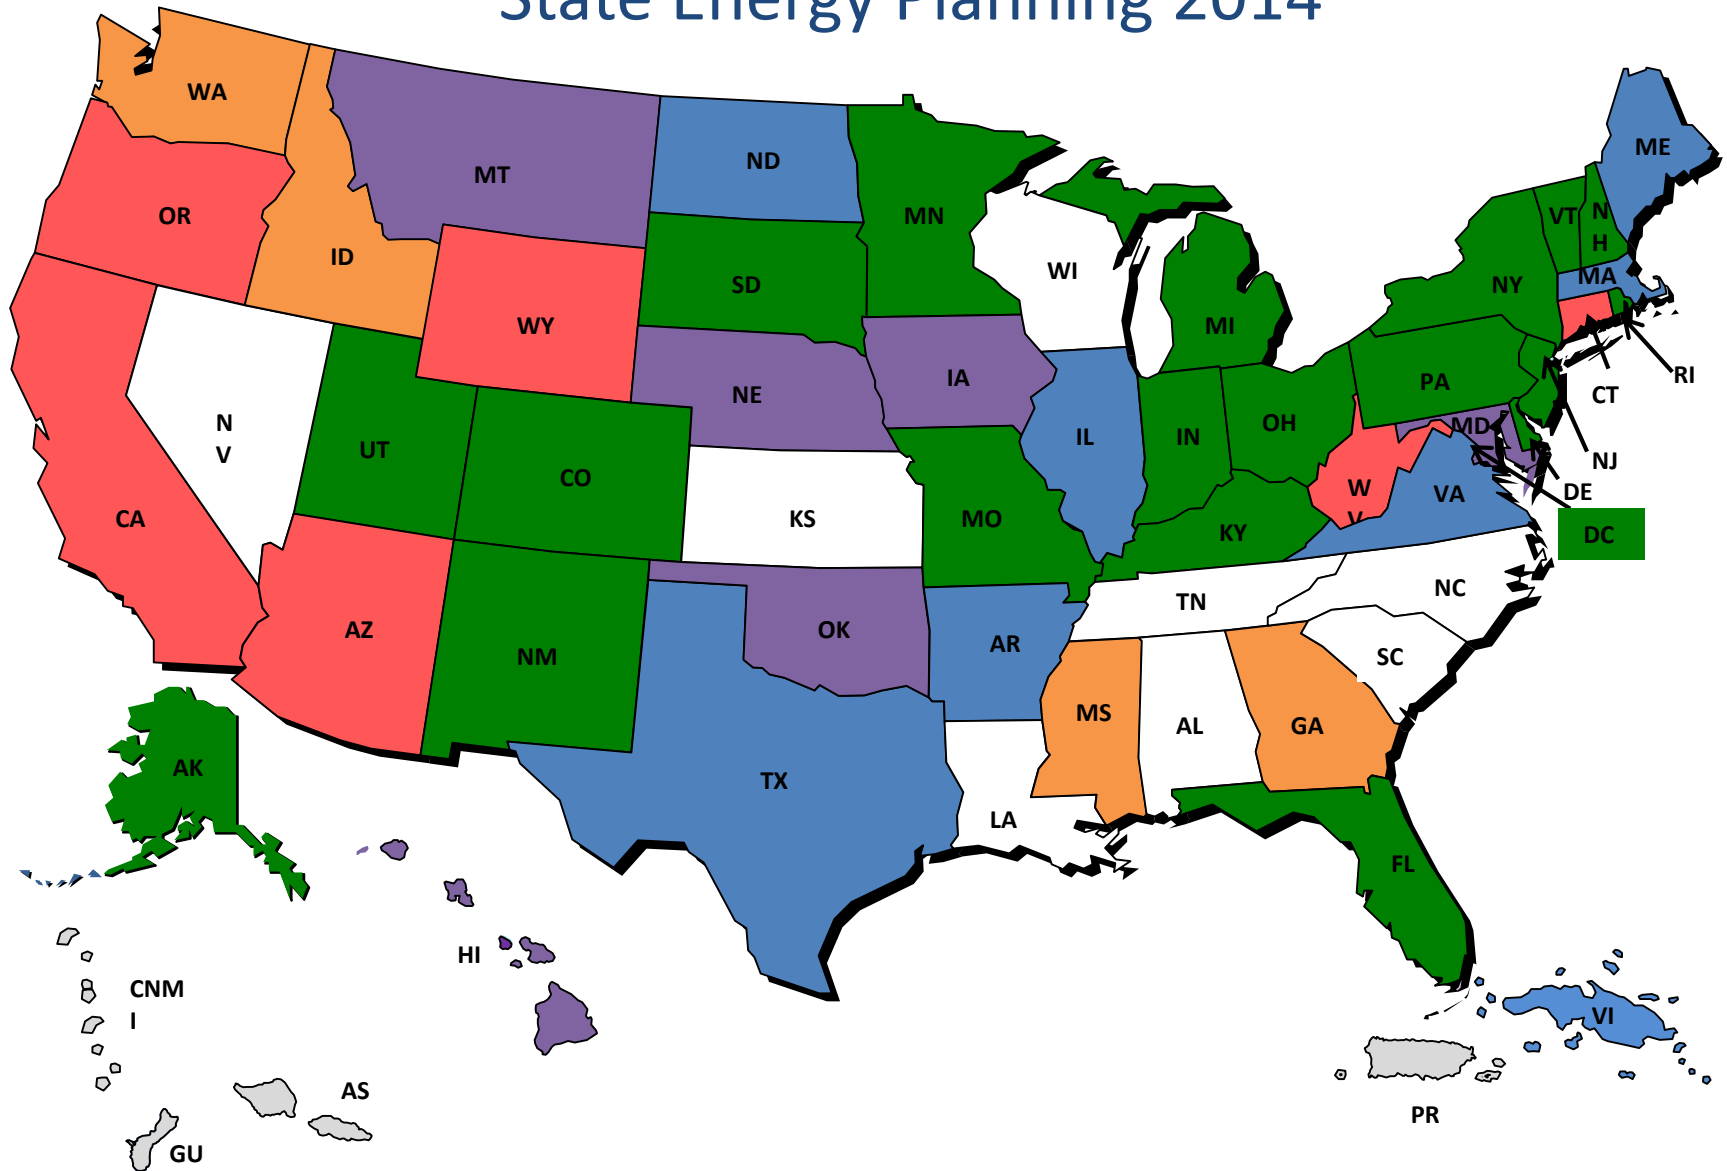 State Energy Planning 2014
WA
MT
ND
ME
OR
MN
VT
N
H
ID
WI
MA
SD
NY
WY
MI
RI
IA
PA
CT
NE
N
V
UT
CO
IL
IN
OH
MD
NJ
W
V
VA
DE
CA
KS
MO
KY
DC
AZ
NM
OK
AR
TN
NC
SC
MS
AL
GA
AK
TX
LA
FL
HI
CNM
I
VI
AS
PR
GU